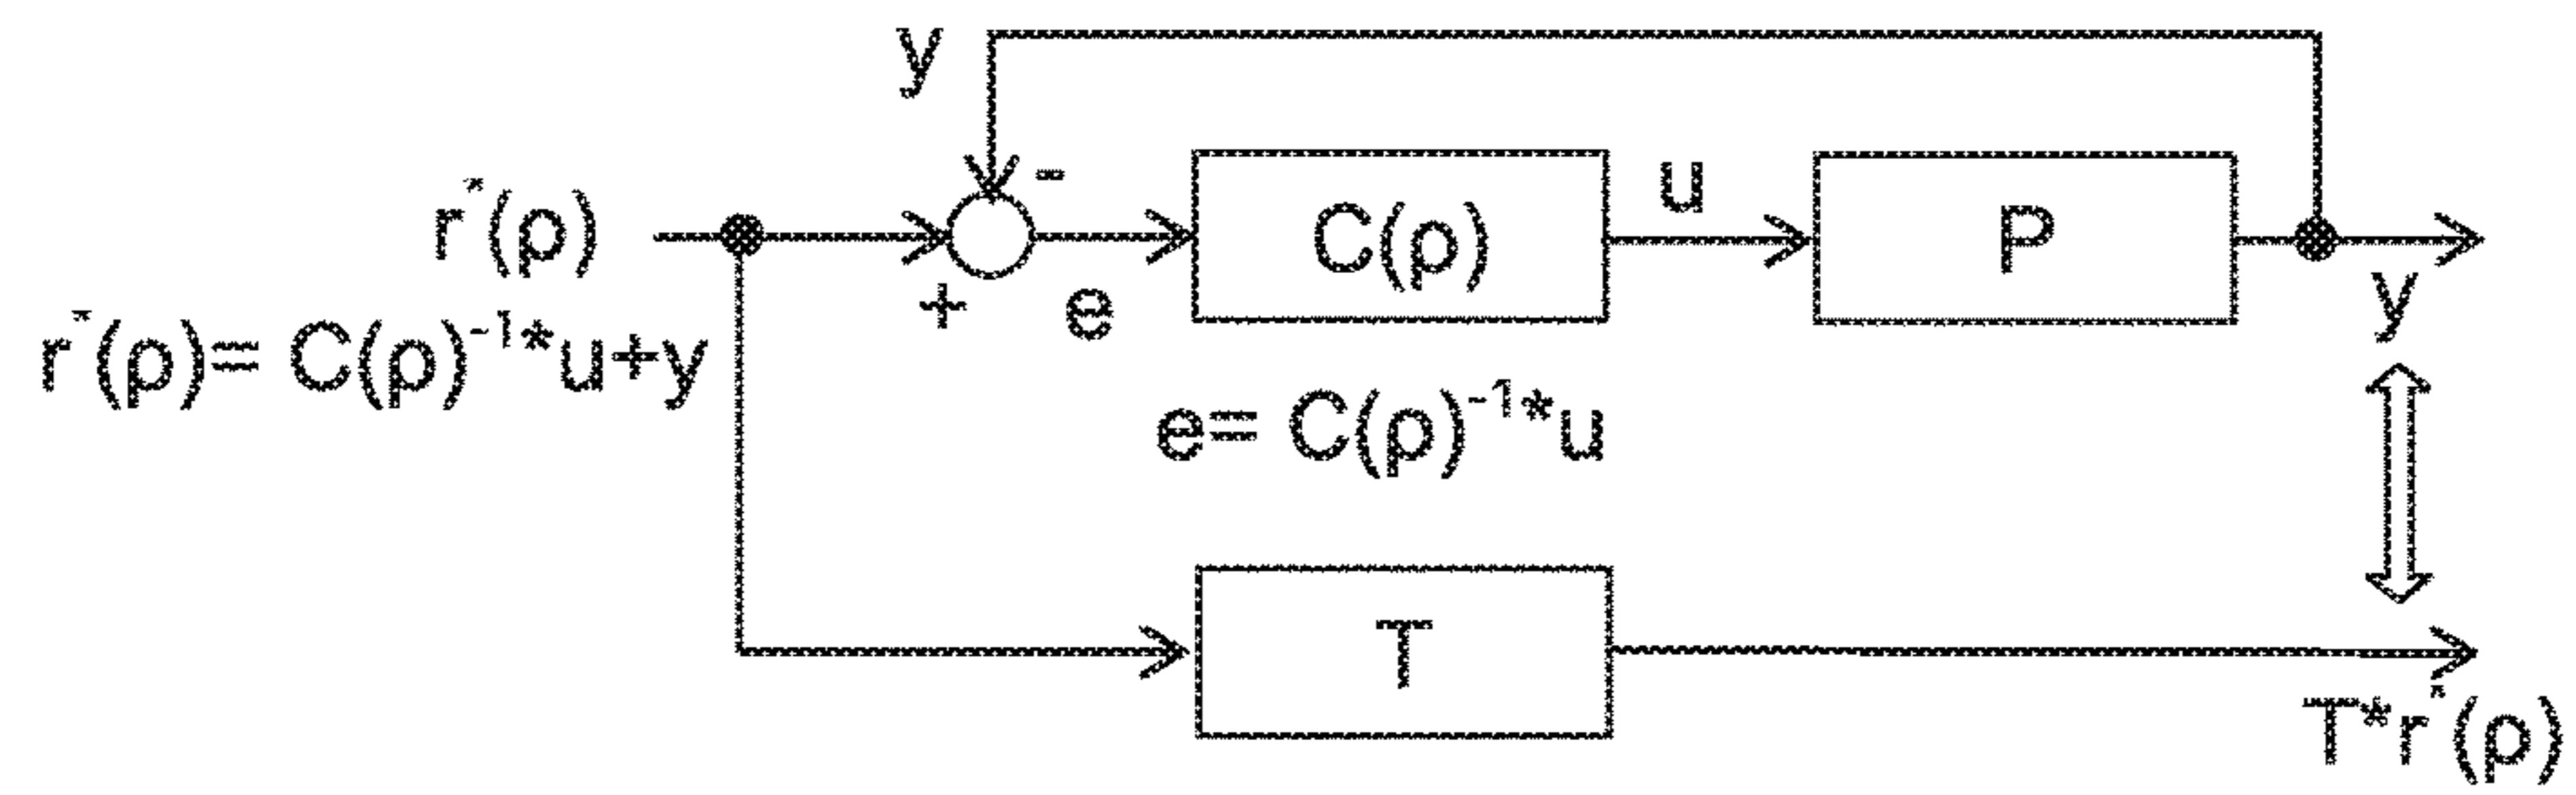 y
-
r*(ρ)
C(ρ)
u
P
+
e
y
r*(ρ)= C(ρ)-1*u+y
e= C(ρ)-1*u
T
T*r*(ρ)